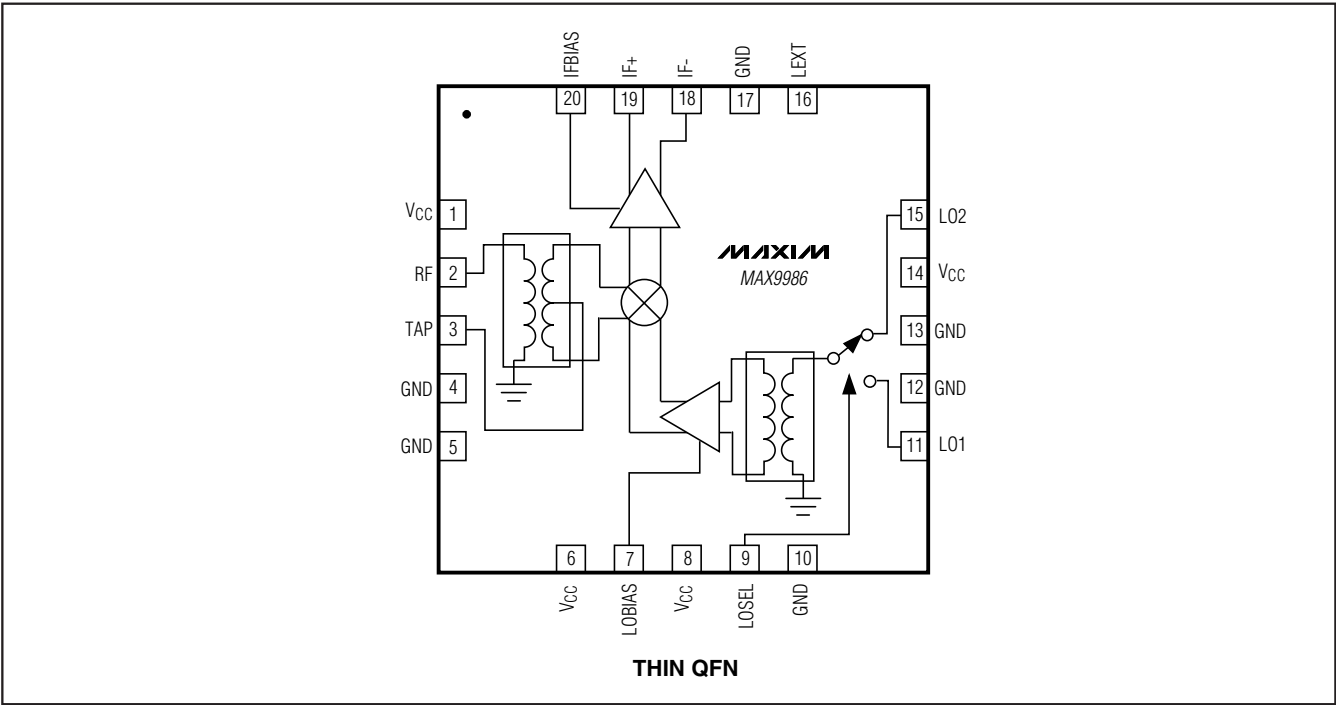 IFBIAS
IF+
IF-
GND
LEXT
20
19
18
17
16
VCC 1
RF 2
TAP 3
GND 4
GND 5
MAXIM
MAX9986
15 LO2
14 VCC
13 GND
12 GND
11 LO1
6
7
8
9
10
VCC
LOBIAS
VCC
LOSEL
GND
THIN QFN